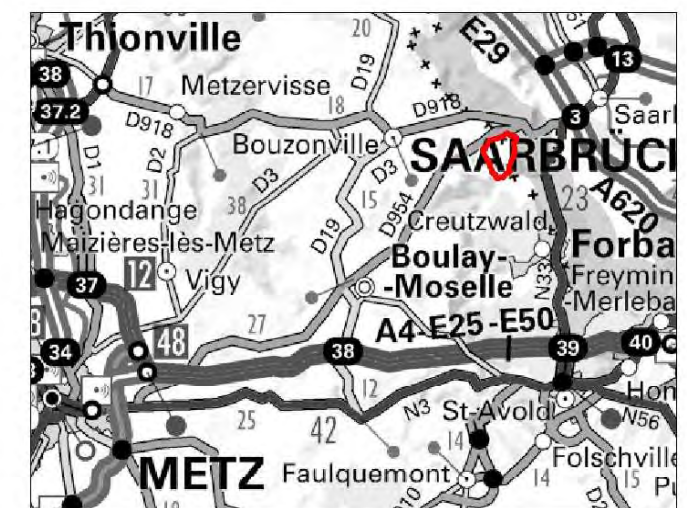 Thionville
20
E29
13
38
17
Metzervisse
D19
18
D918
37.2
D918
Bouzonville
3
Saarl
SAARBRÜC
D1
D2
D3
D3
31
31
38
15
D954
23
A620
Hagondange
D19
Creutzwald
Maizières-lès-Metz
Forba
12
Vigy
Boulay-
-Moselle
N33
Freymin
-Merleba
37
27
A4-E25-E50
48
34
38
39
40
12
Hom
25
42
N3
St-Avold
N56
14
METZ
Faulquemont
Folschville
14
15
D10